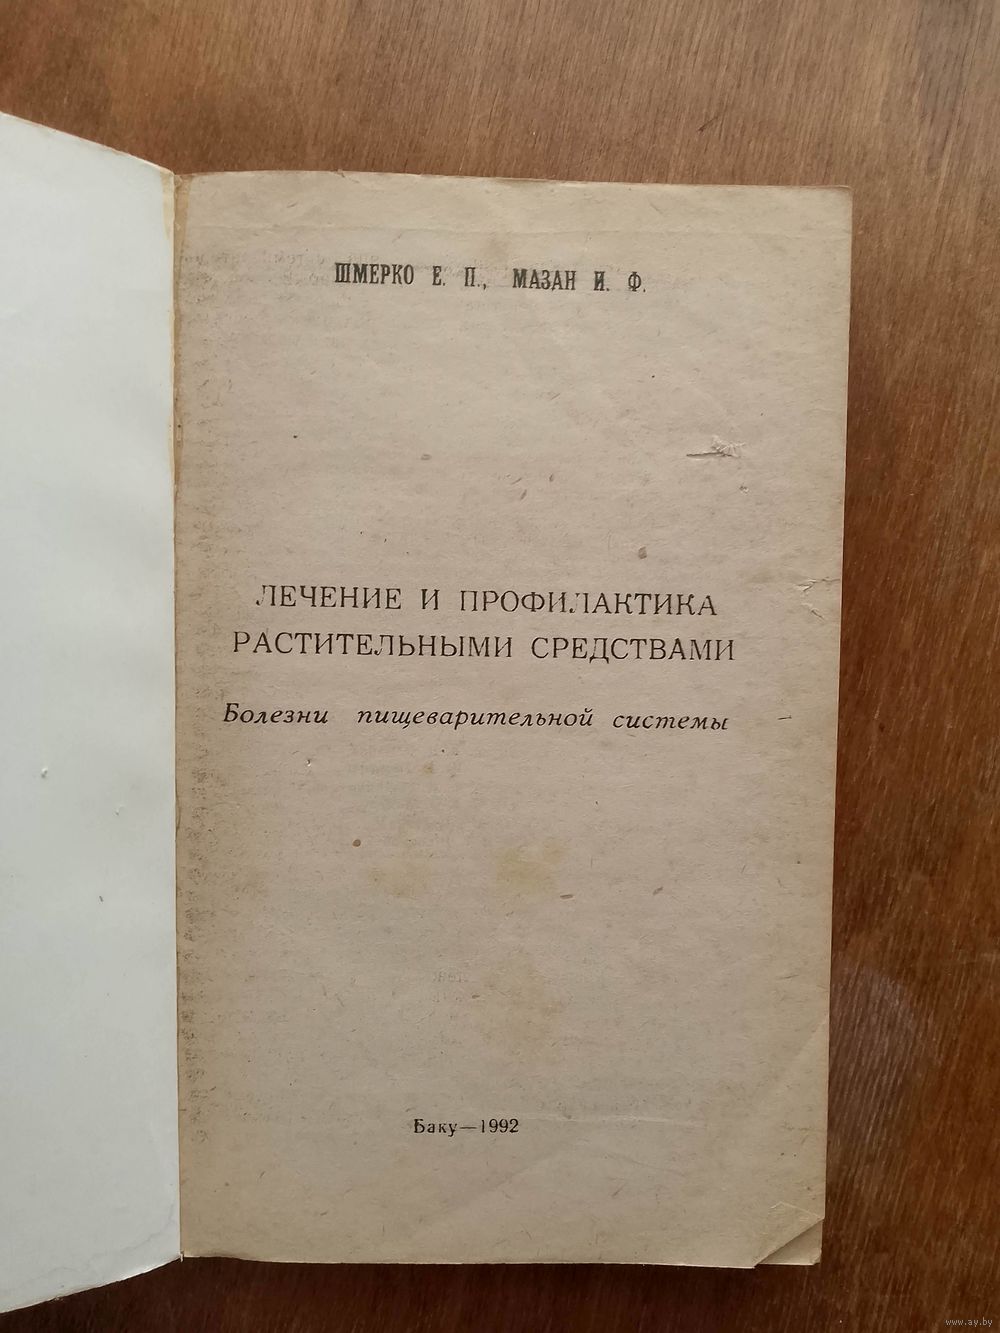 ШМЕРКО Е. П., МАЗАН И. Ф.
ЛЕЧЕНИЕ И ПРОФИЛАКТИКА
РАСТИТЕЛЬНЫМИ СРЕДСТВАМИ
Болезни пищеварительной системы
Баку—1992
www.ay.by